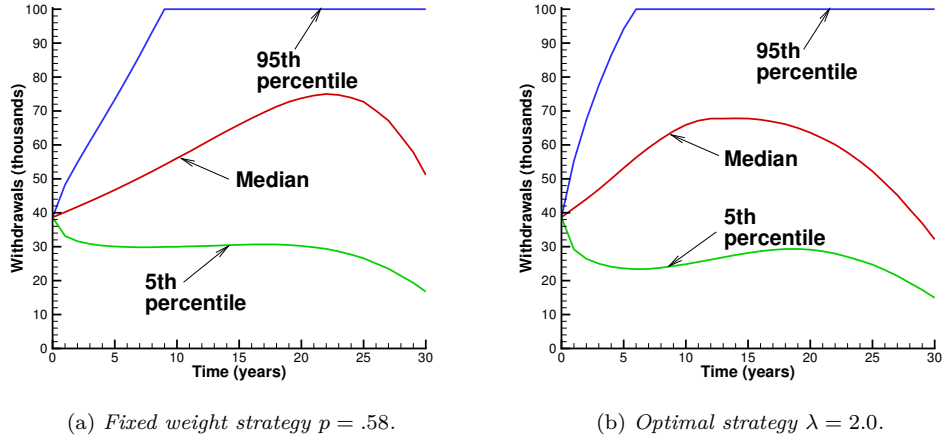 100
90
80
70
60
50
40
30
20
10
0
Withdrawals (thousands)
95th
percentile
Median
5th
percentile
0 5 10 15 20 25 30
Time (years)
(a) Fixed weight strategy p = .58.
100
90
80
70
60
50
40
30
20
10
0
Withdrawals (thousands)
95th
percentile
Median
5th
percentile
0 5 10 15 20 25 30
Time (years)
(b) Optimal strategy λ = 2.0.